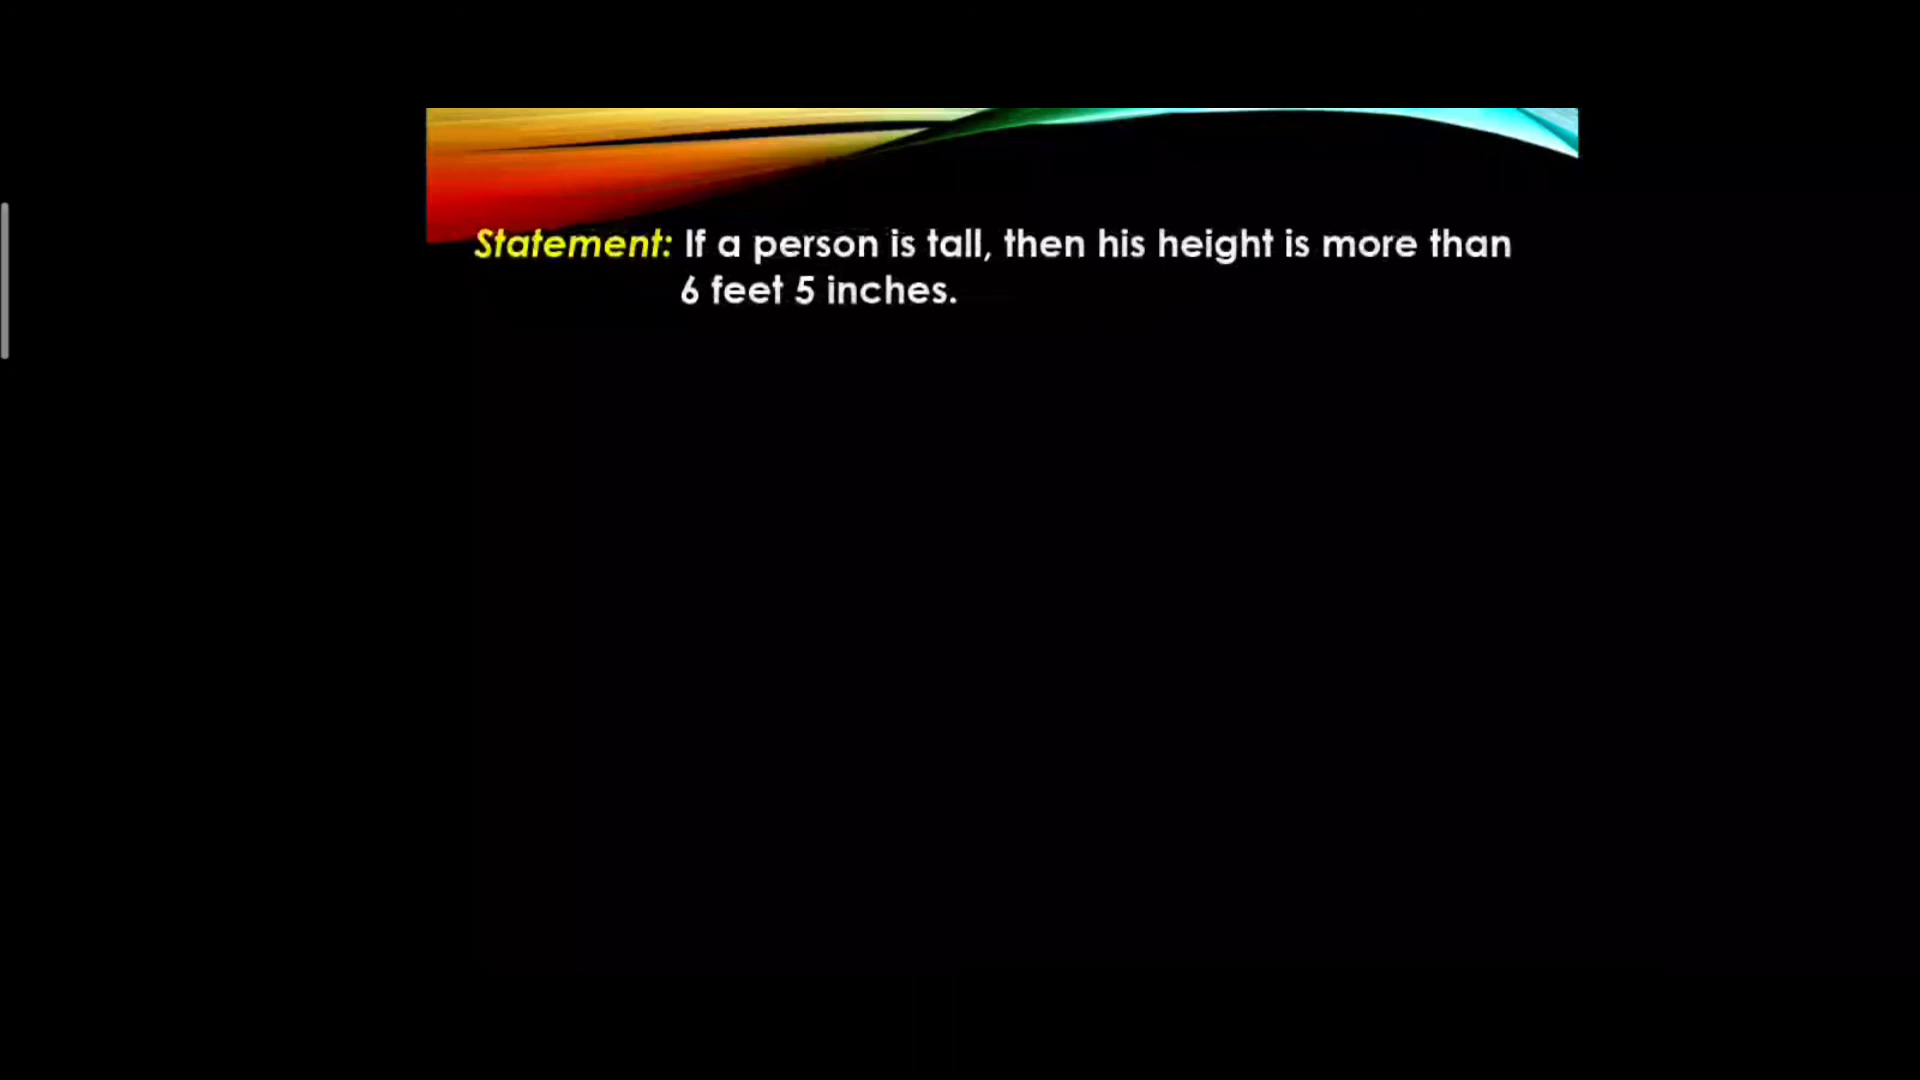 Statement: If a person is tall, then his height is more than
6 feet 5 inches.